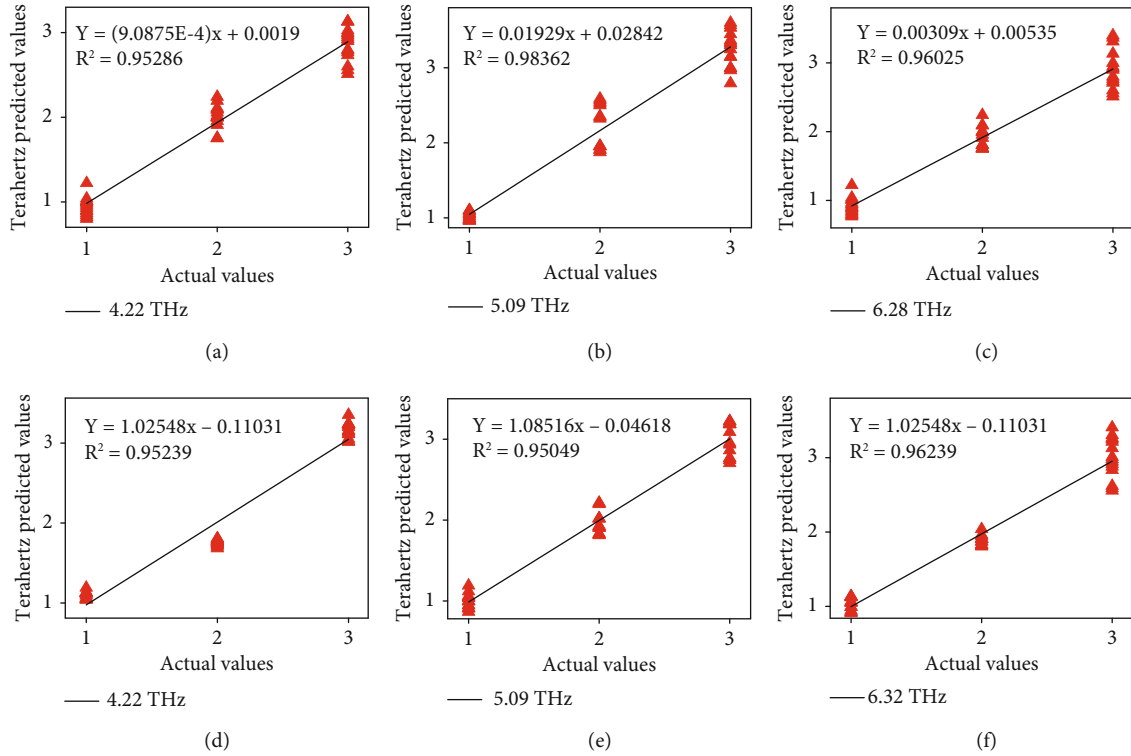 Y = (9.0875E-4)x + 0.0019
R² = 0.95286
3
2
1
1 2 3
Terahertz predicted values
Actual values
4.22 THz
(a)
Y = 0.01929x + 0.02842
R² = 0.98362
3
2
1
1 2 3
Terahertz predicted values
Actual values
5.09 THz
(b)
Y = 0.00309x + 0.00535
R² = 0.96025
3
2
1
1 2 3
Terahertz predicted values
Actual values
6.28 THz
(c)
Y = 1.02548x – 0.11031
R² = 0.95239
3
2
1
1 2 3
Terahertz predicted values
Actual values
4.22 THz
(d)
Y = 1.08516x – 0.04618
R² = 0.95049
3
2
1
1 2 3
Terahertz predicted values
Actual values
5.09 THz
(e)
Y = 1.02548x – 0.11031
R² = 0.96239
3
2
1
1 2 3
Terahertz predicted values
Actual values
6.32 THz
(f)